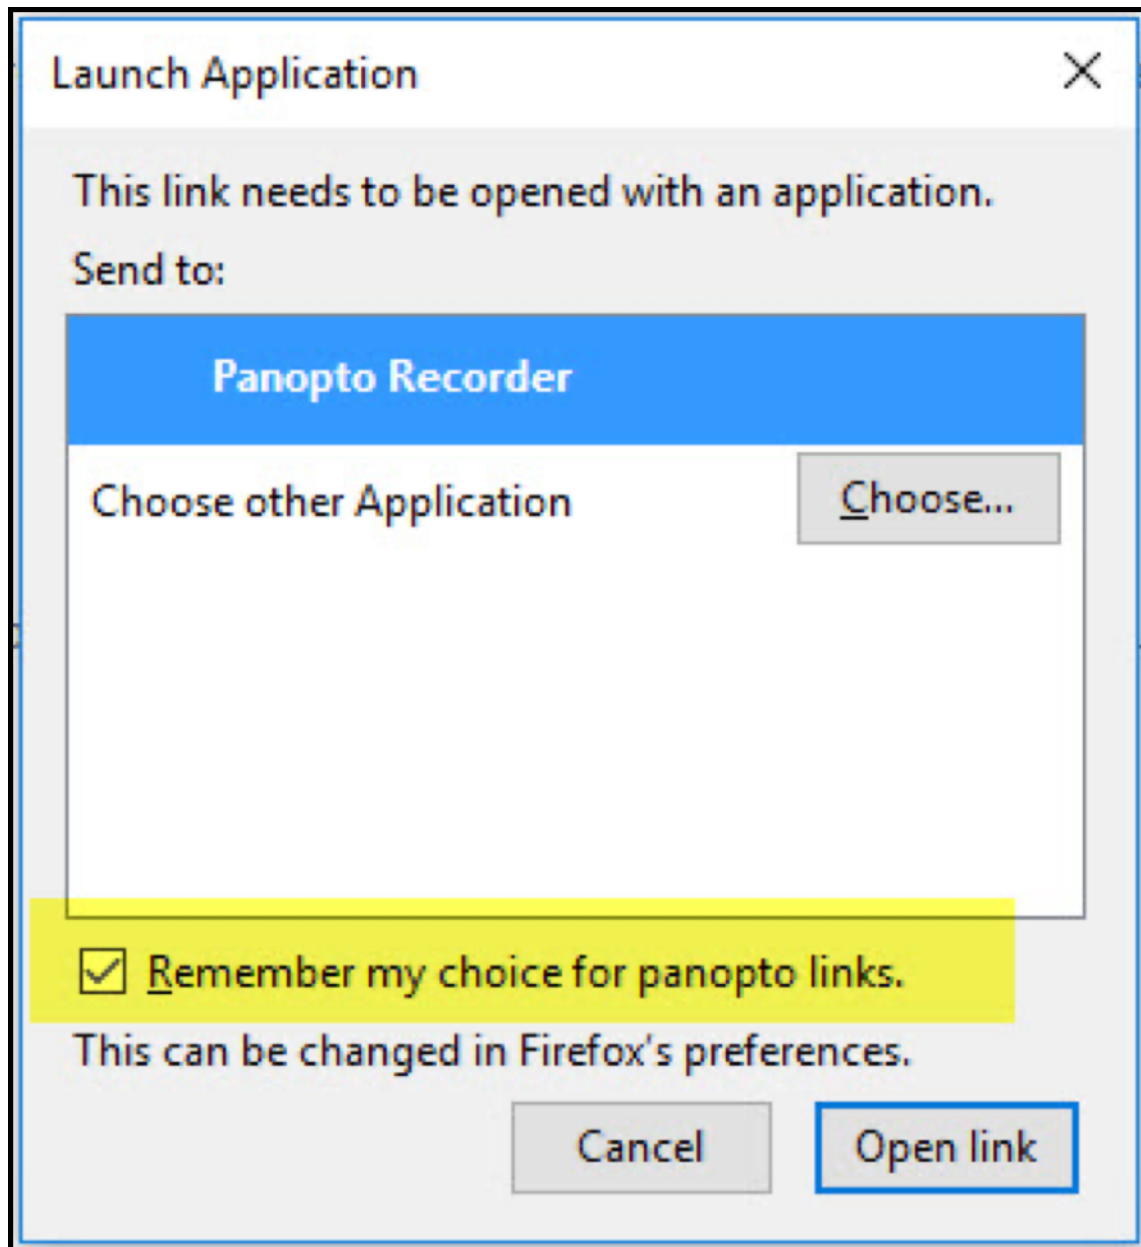 Launch Application
This link needs to be opened with an application.
Send to:
Panopto Recorder
Choose other Application
Choose...
Remember my choice for panopto links.
This can be changed in Firefox's preferences.
Cancel
Open link